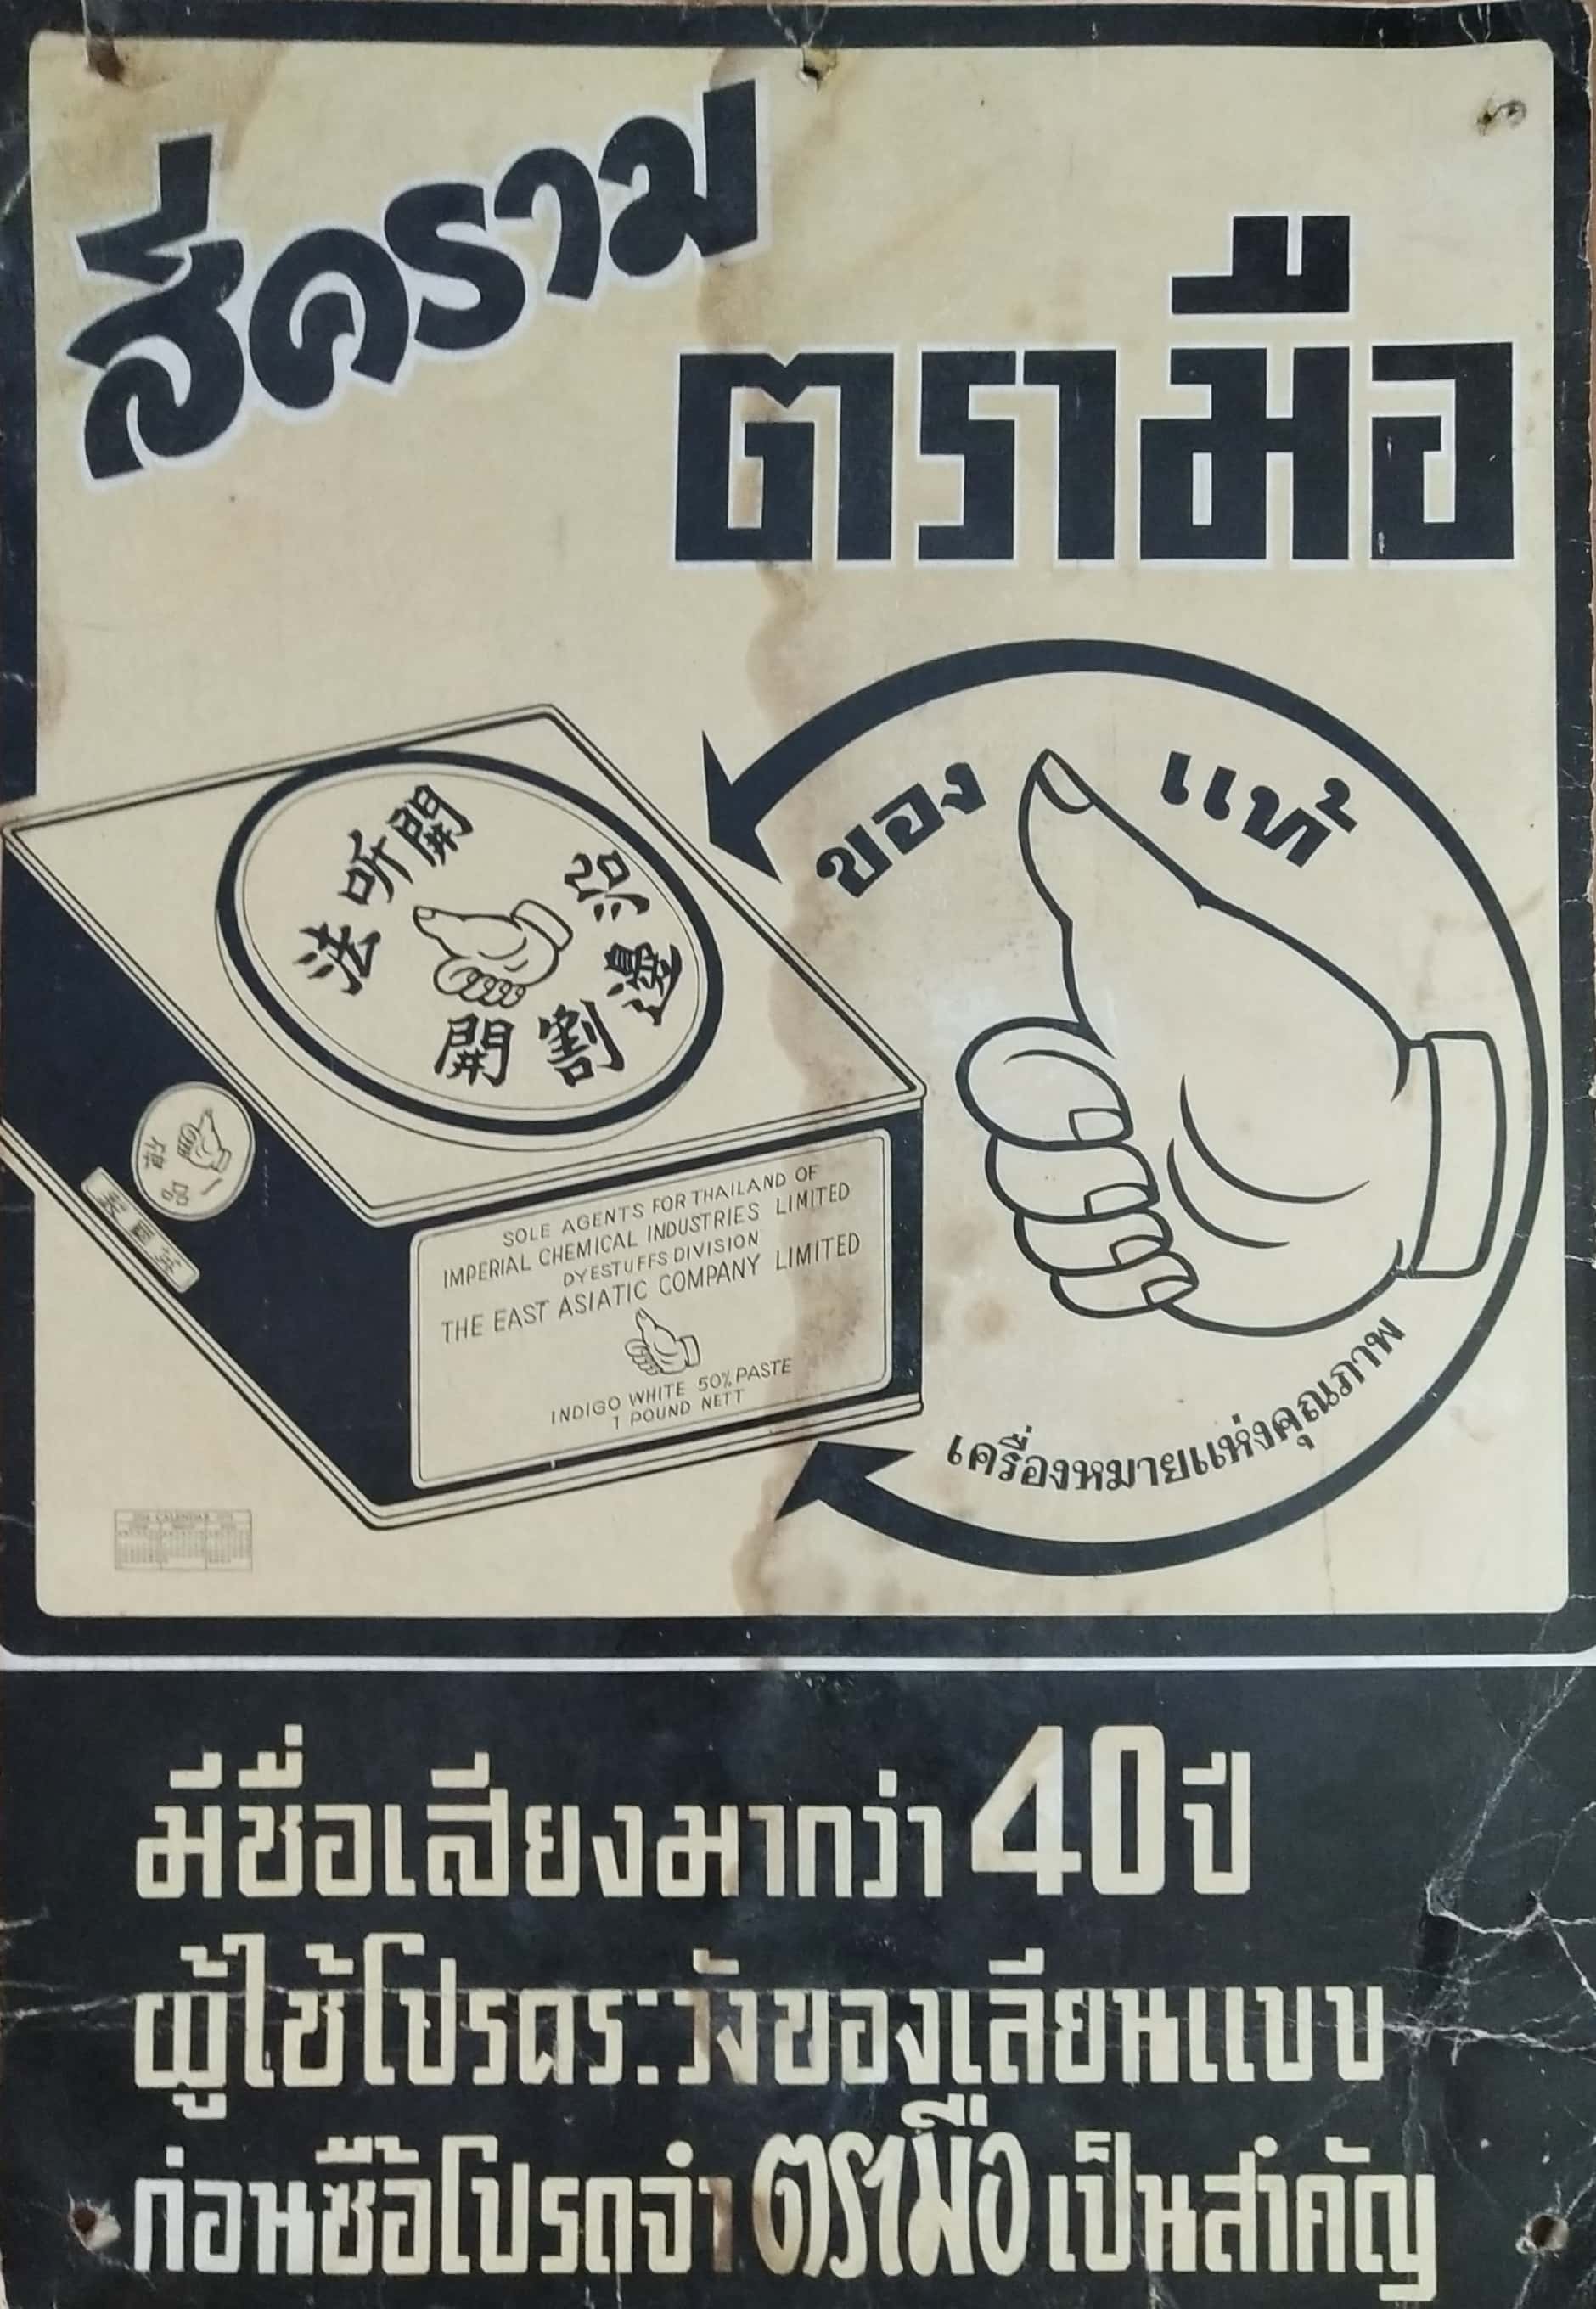 สีคราม
ตรามือ
ของ แท้
開听法
沿邊割開
SOLE AGENTS FOR THAILAND OF
IMPERIAL CHEMICAL INDUSTRIES LIMITED
DYESTUFFS DIVISION
THE EAST ASIATIC COMPANY LIMITED
INDIGO WHITE 50% PASTE
1 POUND NETT
เครื่องหมายแห่งคุณภาพ
CALENDAR
มีชื่อเสียงมากว่า 40 ปี
ผู้ใช้โปรดระวังของเลียนแบบ
ก่อนซื้อโปรดจำ ตรามือ เป็นสำคัญ